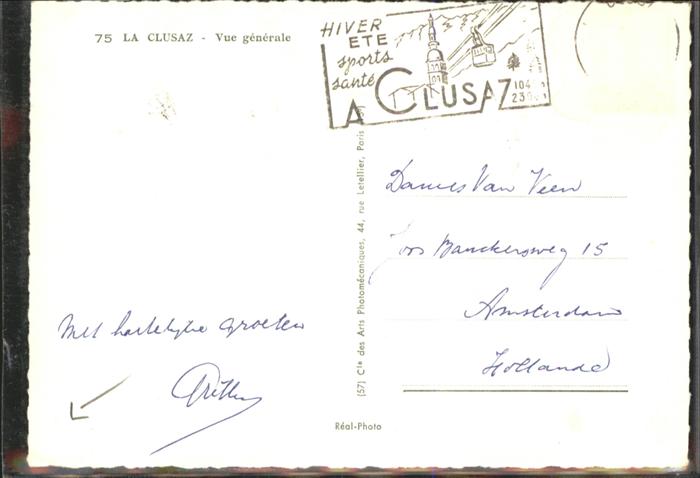 75 LA CLUSAZ - Vue générale
HIVER
ETE
sports
santé
LA CLUSAZ
(57) Cie des Arts Photomécaniques, 44, rue Letellier, Paris
Dames Van Veen
Jos Banckersweg 15
Amsterdam
Hollande
Met hartelijke groeten
Réal-Photo